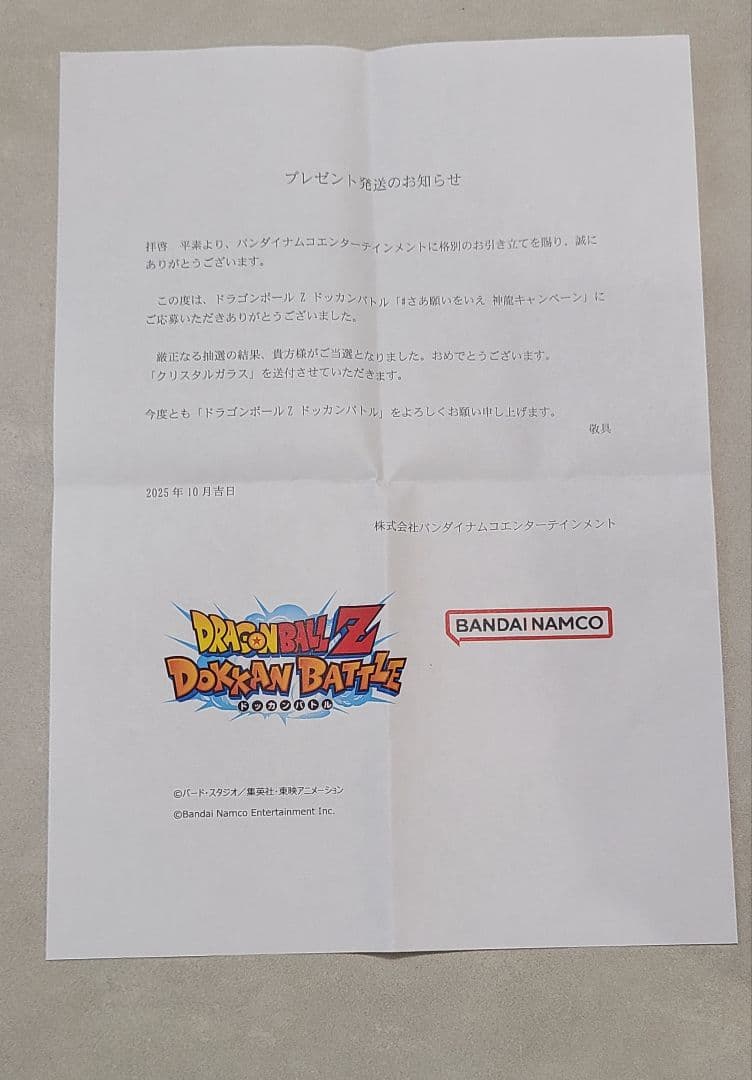 プレゼント発送のお知らせ
拝啓　平素より、バンダイナムコエンターテインメントに格別のお引き立てを賜り、誠に
ありがとうございます。
この度は、ドラゴンボール Z ドッカンバトル「#さあ願いをいえ 神龍キャンペーン」に
ご応募いただきありがとうございました。
厳正なる抽選の結果、貴方様がご当選となりました。おめでとうございます。
「クリスタルガラス」を送付させていただきます。
今度とも「ドラゴンボール Z ドッカンバトル」をよろしくお願い申し上げます。
敬具
2025 年 10 月吉日
株式会社バンダイナムコエンターテインメント
DRAGONBALL Z
DOKKAN BATTLE
ドッカンバトル
BANDAI NAMCO
©バード・スタジオ／集英社・東映アニメーション
©Bandai Namco Entertainment Inc.